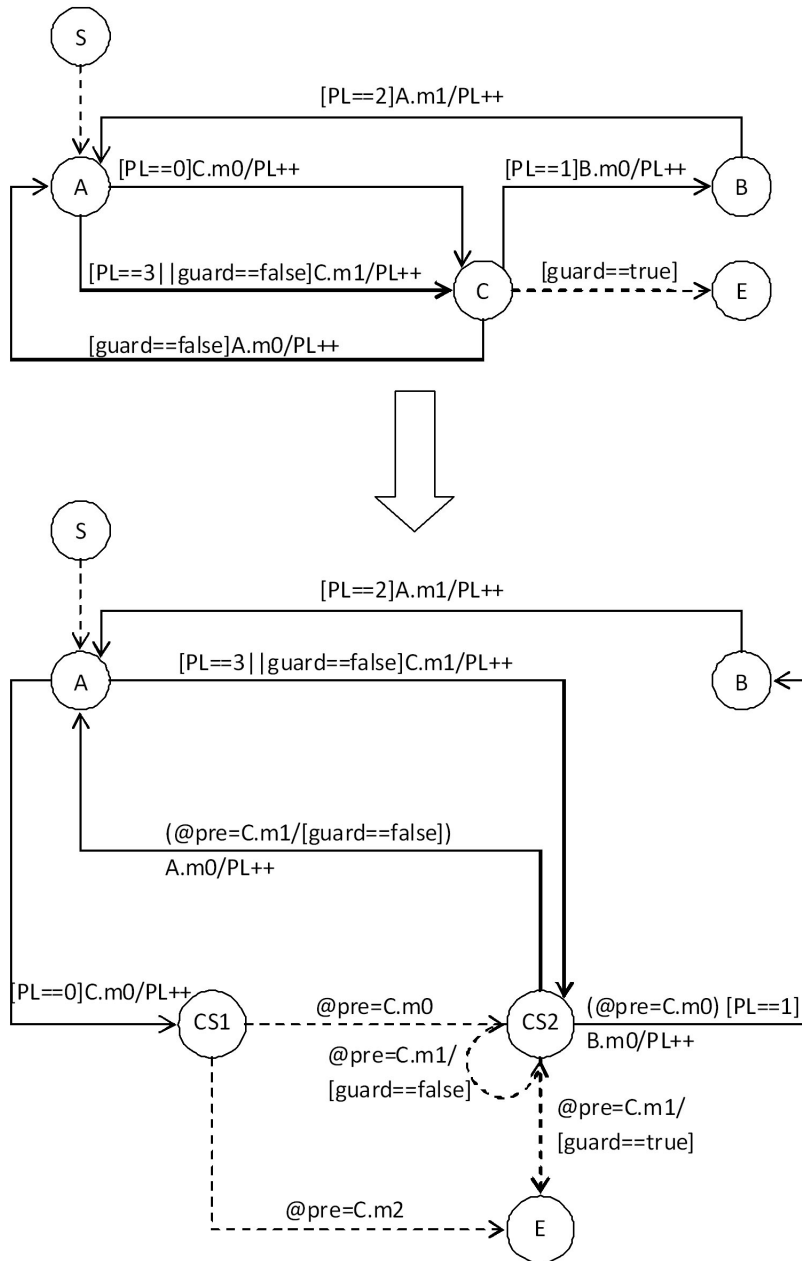 S
[PL==2]A.m1/PL++
A
[PL==0]C.m0/PL++
[PL==1]B.m0/PL++
B
[PL==3||guard==false]C.m1/PL++
C
[guard==true]
E
[guard==false]A.m0/PL++
S
[PL==2]A.m1/PL++
A
[PL==3||guard==false]C.m1/PL++
B
(@pre=C.m1/[guard==false])
A.m0/PL++
[PL==0]C.m0/PL++
CS1
@pre=C.m0
CS2
(@pre=C.m0) [PL==1]
B.m0/PL++
@pre=C.m1/
[guard==false]
@pre=C.m1/
[guard==true]
@pre=C.m2
E